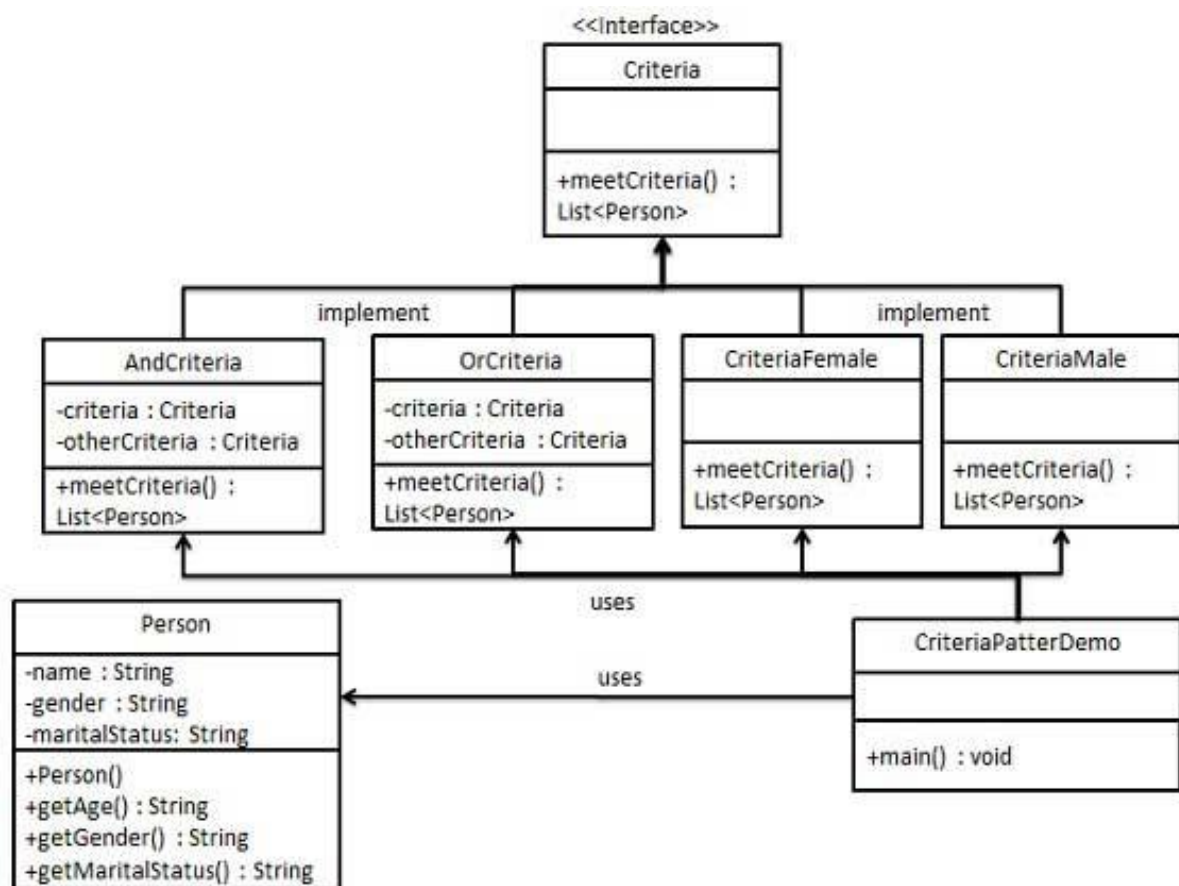 <<Interface>>
Criteria
+meetCriteria() :
List<Person>
implement
implement
AndCriteria
-criteria : Criteria
-otherCriteria : Criteria
+meetCriteria() :
List<Person>
OrCriteria
-criteria : Criteria
-otherCriteria : Criteria
+meetCriteria() :
List<Person>
CriteriaFemale
+meetCriteria() :
List<Person>
CriteriaMale
+meetCriteria() :
List<Person>
uses
Person
-name : String
-gender : String
-maritalStatus: String
+Person()
+getAge() : String
+getGender() : String
+getMaritalStatus() : String
uses
CriteriaPatterDemo
+main() : void